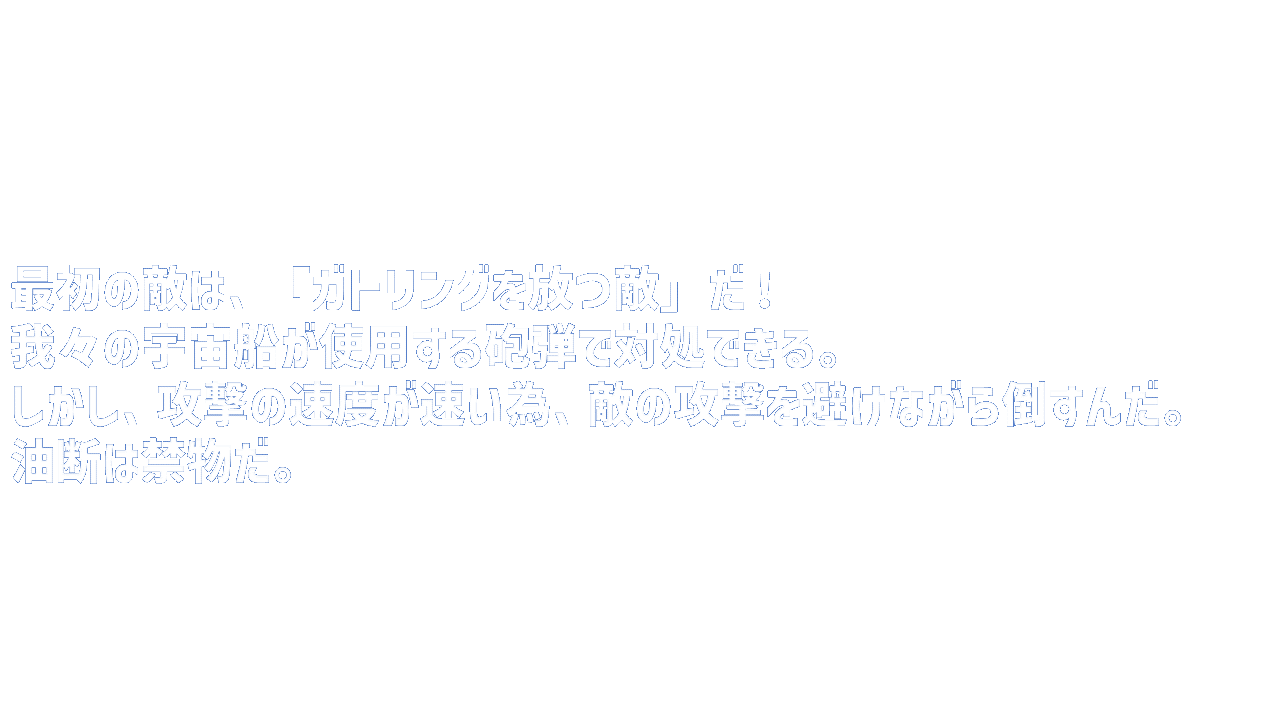 最初の敵は、「ガトリングを放つ敵」だ！
我々の宇宙船が使用する砲弾で対処できる。
しかし、攻撃の速度が速い為、敵の攻撃を避けながら倒すんだ。
油断は禁物だ。